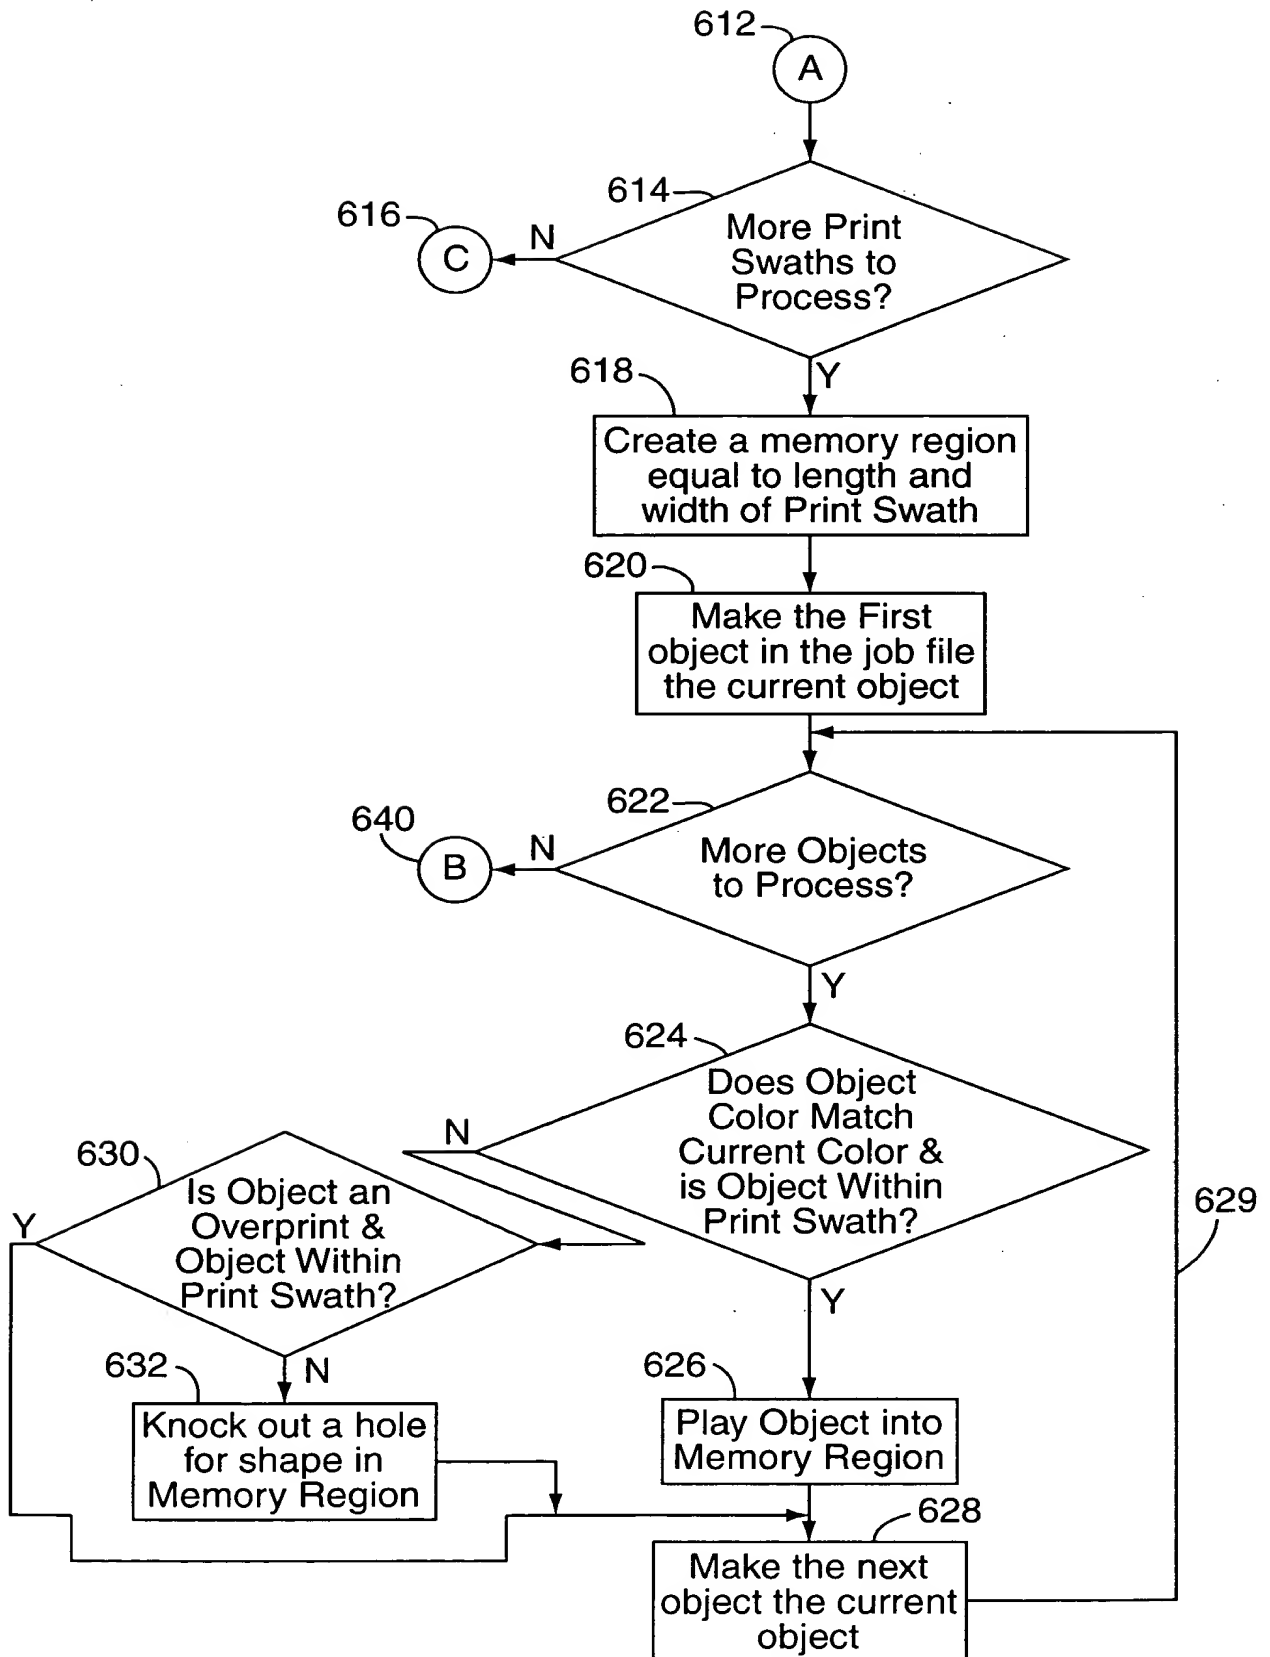 612
A
614
More Print
Swaths to
Process?
616
C
N
Y
618
Create a memory region
equal to length and
width of Print Swath
620
Make the First
object in the job file
the current object
622
More Objects
to Process?
640
B
N
Y
624
Does Object
Color Match
Current Color &
is Object Within
Print Swath?
N
630
Is Object an
Overprint &
Object Within
Print Swath?
Y
629
Y
N
632
Knock out a hole
for shape in
Memory Region
626
Play Object into
Memory Region
628
Make the next
object the current
object